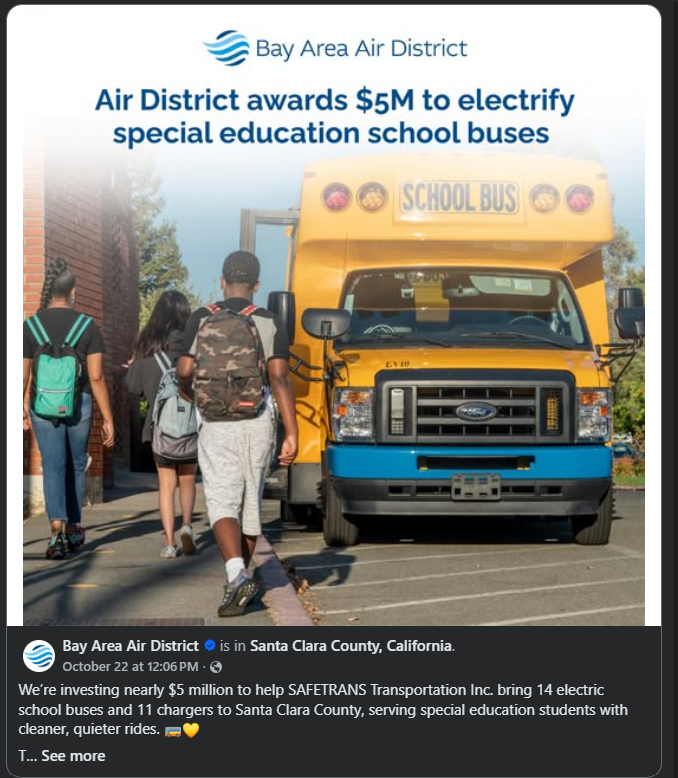 Bay Area Air District
Air District awards $5M to electrify
special education school buses
SCHOOL BUS
EV10
Ford
Bay Area Air District is in Santa Clara County, California.
October 22 at 12:06 PM ·
We're investing nearly $5 million to help SAFETRANS Transportation Inc. bring 14 electric
school buses and 11 chargers to Santa Clara County, serving special education students with
cleaner, quieter rides. 🚌💛
T... See more